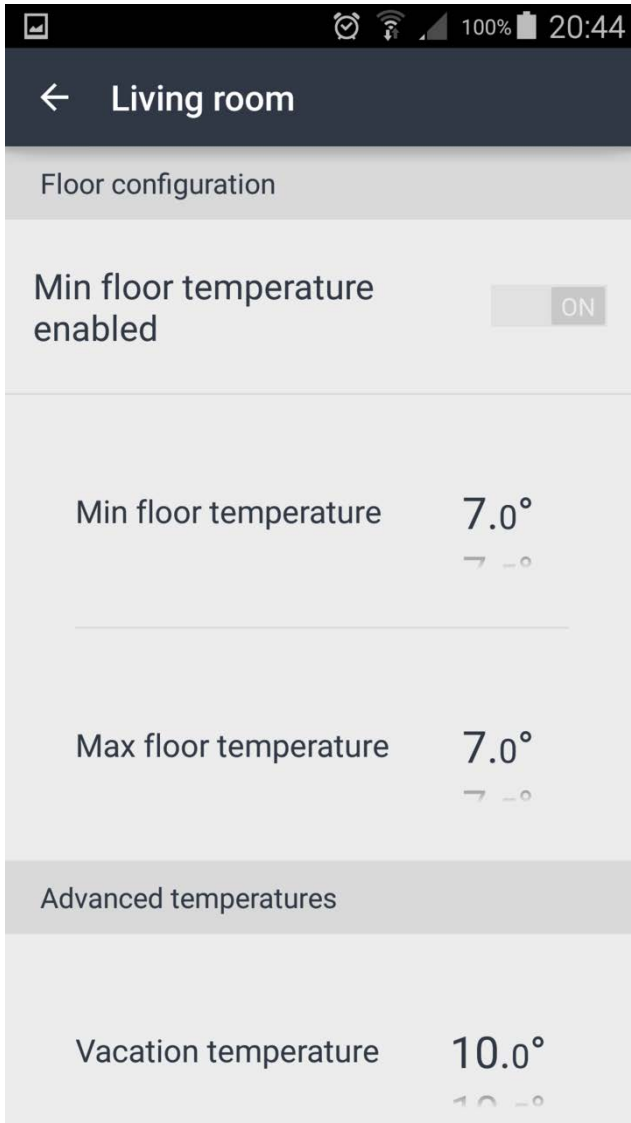 100% 20:44
Living room
Floor configuration
Min floor temperature
enabled
ON
Min floor temperature 7.0°
Max floor temperature 7.0°
Advanced temperatures
Vacation temperature 10.0°